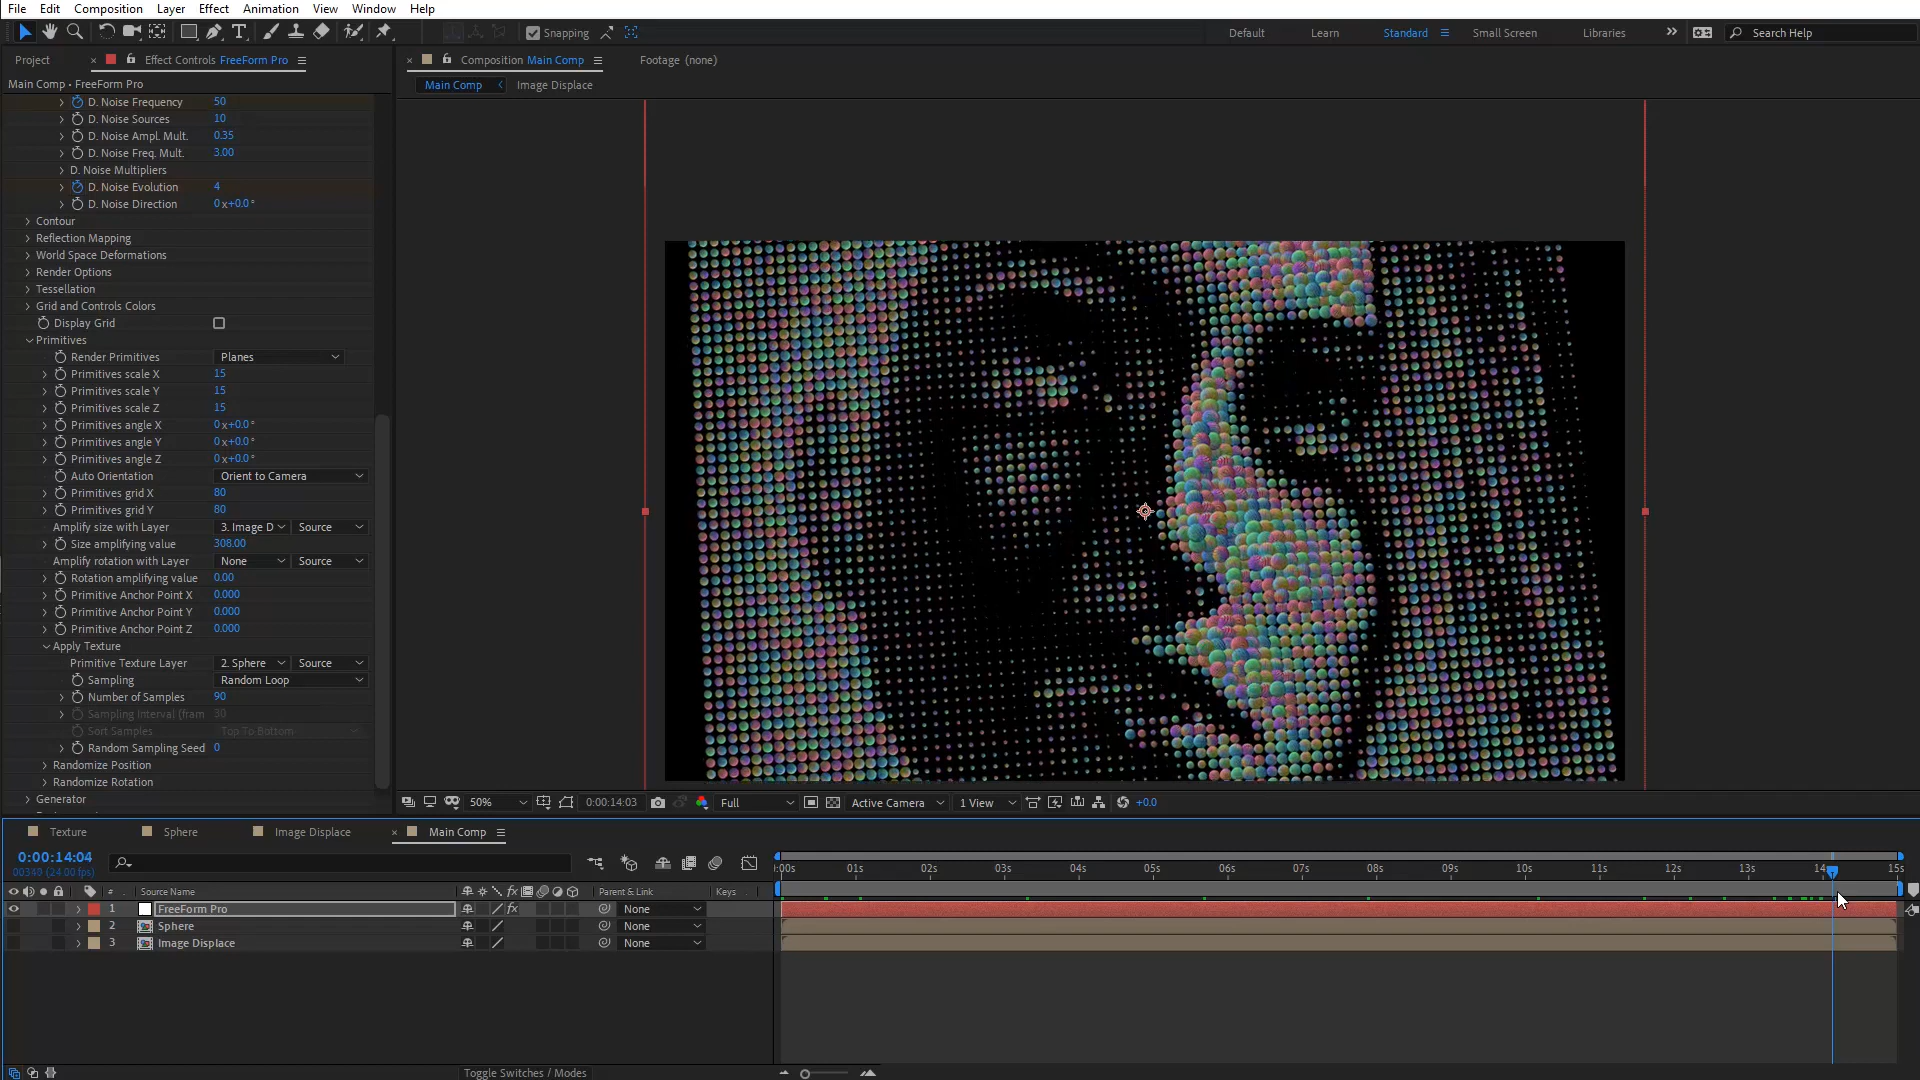 File Edit Composition Layer Effect Animation View Window Help
Snapping Default Learn Standard Small Screen Libraries Search Help
Project Effect Controls FreeForm Pro Composition Main Comp Footage (none)
Main Comp • FreeForm Pro Main Comp Image Displace
D. Noise Frequency 50
D. Noise Sources 10
D. Noise Ampl. Mult. 0.35
D. Noise Freq. Mult. 3.00
D. Noise Multipliers
D. Noise Evolution 4
D. Noise Direction 0 x+0.0 °
Contour
Reflection Mapping
World Space Deformations
Render Options
Tessellation
Grid and Controls Colors
Display Grid
Primitives
Render Primitives Planes
Primitives scale X 15
Primitives scale Y 15
Primitives scale Z 15
Primitives angle X 0 x+0.0 °
Primitives angle Y 0 x+0.0 °
Primitives angle Z 0 x+0.0 °
Auto Orientation Orient to Camera
Primitives grid X 80
Primitives grid Y 80
Amplify size with Layer 3. Image D Source
Size amplifying value 308.00
Amplify rotation with Layer None Source
Rotation amplifying value 0.00
Primitive Anchor Point X 0.000
Primitive Anchor Point Y 0.000
Primitive Anchor Point Z 0.000
Apply Texture
Primitive Texture Layer 2. Sphere Source
Sampling Random Loop
Number of Samples 90
Sampling Interval (fram 30
Sort Samples Top To Bottom
Random Sampling Seed 0
Randomize Position
Randomize Rotation
Generator
50% 0:00:14:03 Full Active Camera 1 View +0.0
Texture Sphere Image Displace Main Comp
0:00:14:04
00340 (24.00 fps)
:00s 01s 02s 03s 04s 05s 06s 07s 08s 09s 10s 11s 12s 13s 14 15s
# Source Name fx Parent & Link Keys
1 FreeForm Pro fx None
2 Sphere None
3 Image Displace None
Toggle Switches / Modes